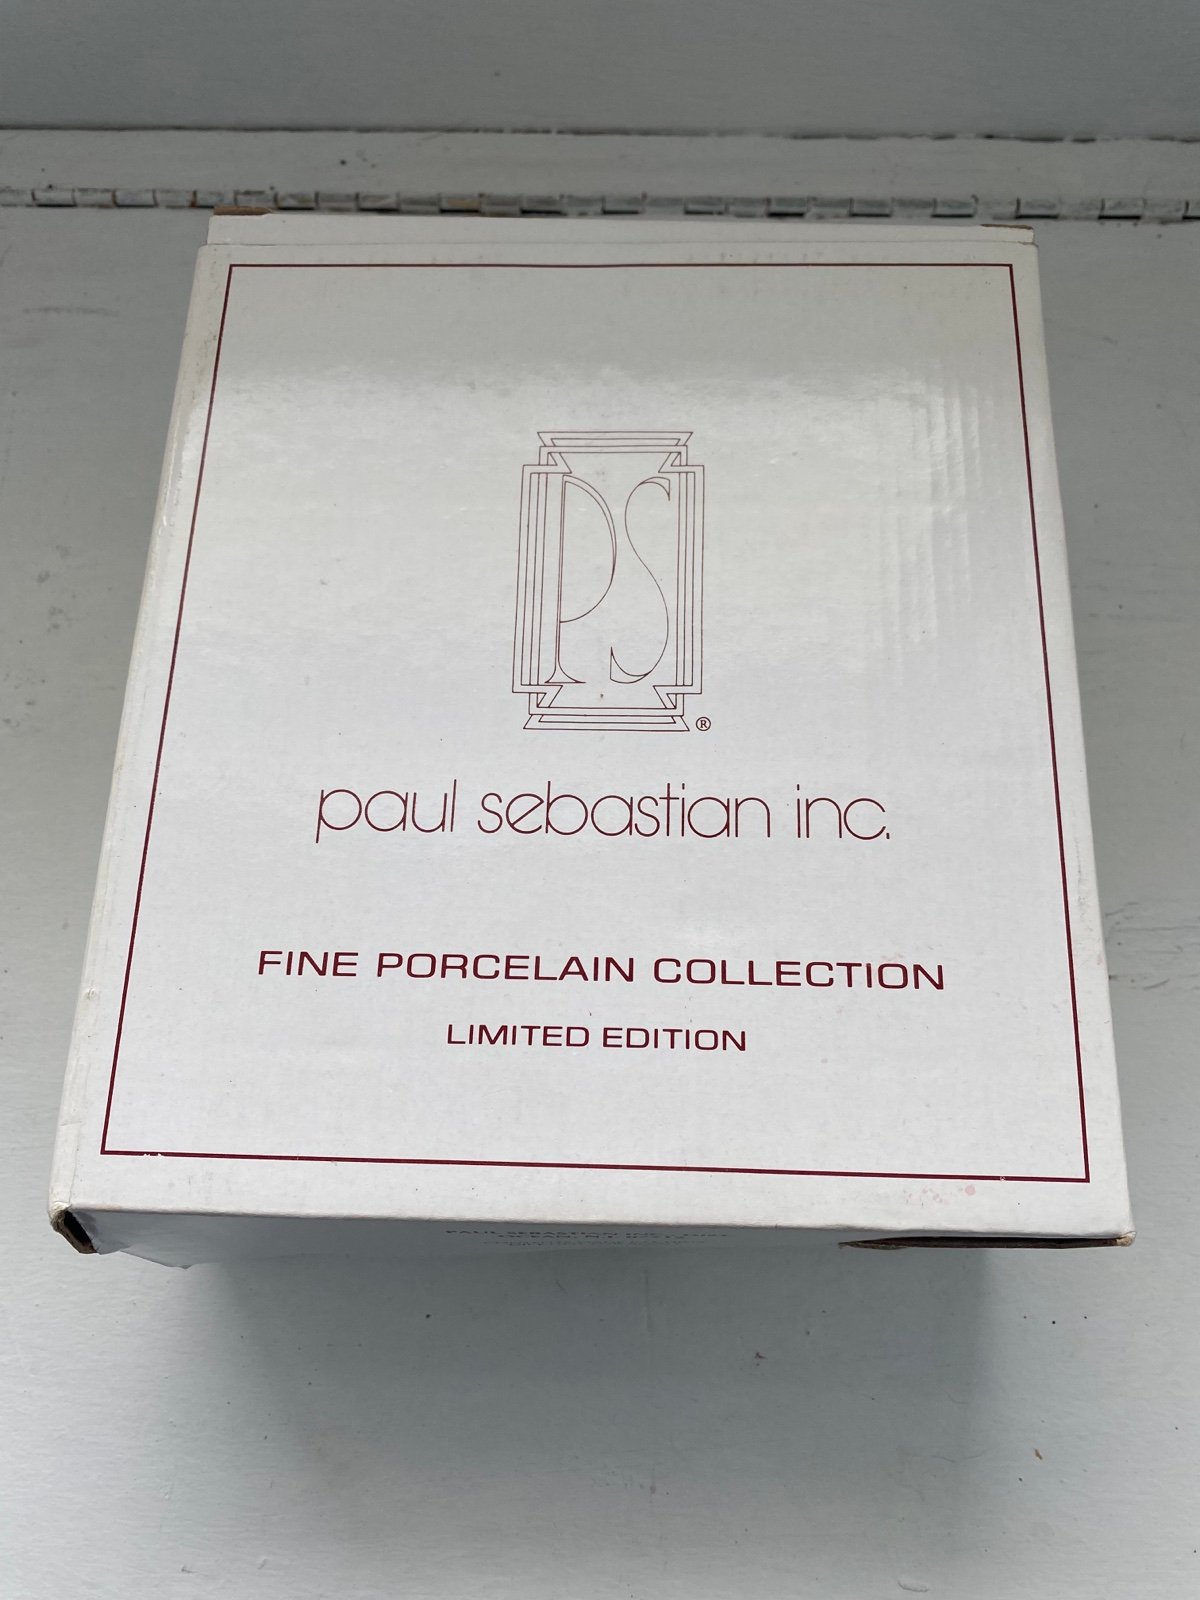 PS
®
paul sebastian inc.
FINE PORCELAIN COLLECTION
LIMITED EDITION